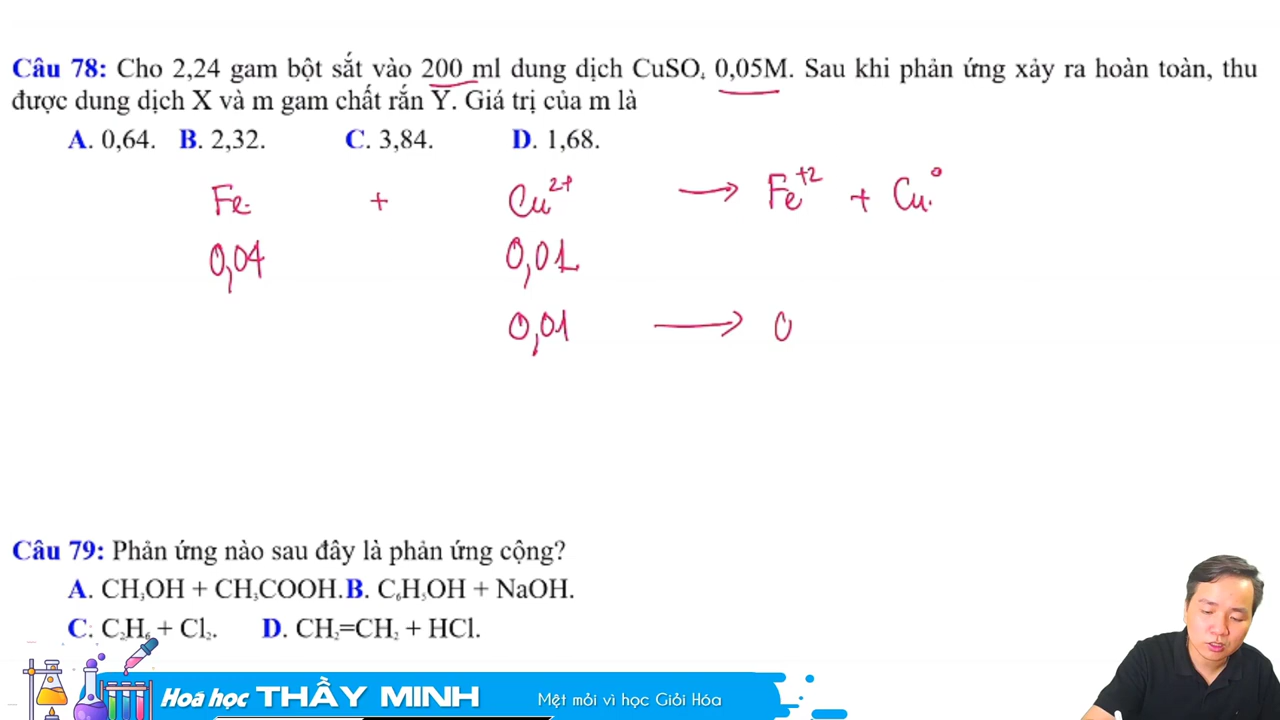 Câu 78: Cho 2,24 gam bột sắt vào 200 ml dung dịch CuSO₄ 0,05M. Sau khi phản ứng xảy ra hoàn toàn, thu
được dung dịch X và m gam chất rắn Y. Giá trị của m là
A. 0,64. B. 2,32. C. 3,84. D. 1,68.
Fe + Cu²⁺ → Fe⁺² + Cu⁰
0,04 0,01
0,01 → 0
Câu 79: Phản ứng nào sau đây là phản ứng cộng?
A. CH₃OH + CH₃COOH. B. C₆H₅OH + NaOH.
C. C₂H₆ + Cl₂. D. CH₂=CH₂ + HCl.
Hoá học THẦY MINH Mệt mỏi vì học Giỏi Hóa